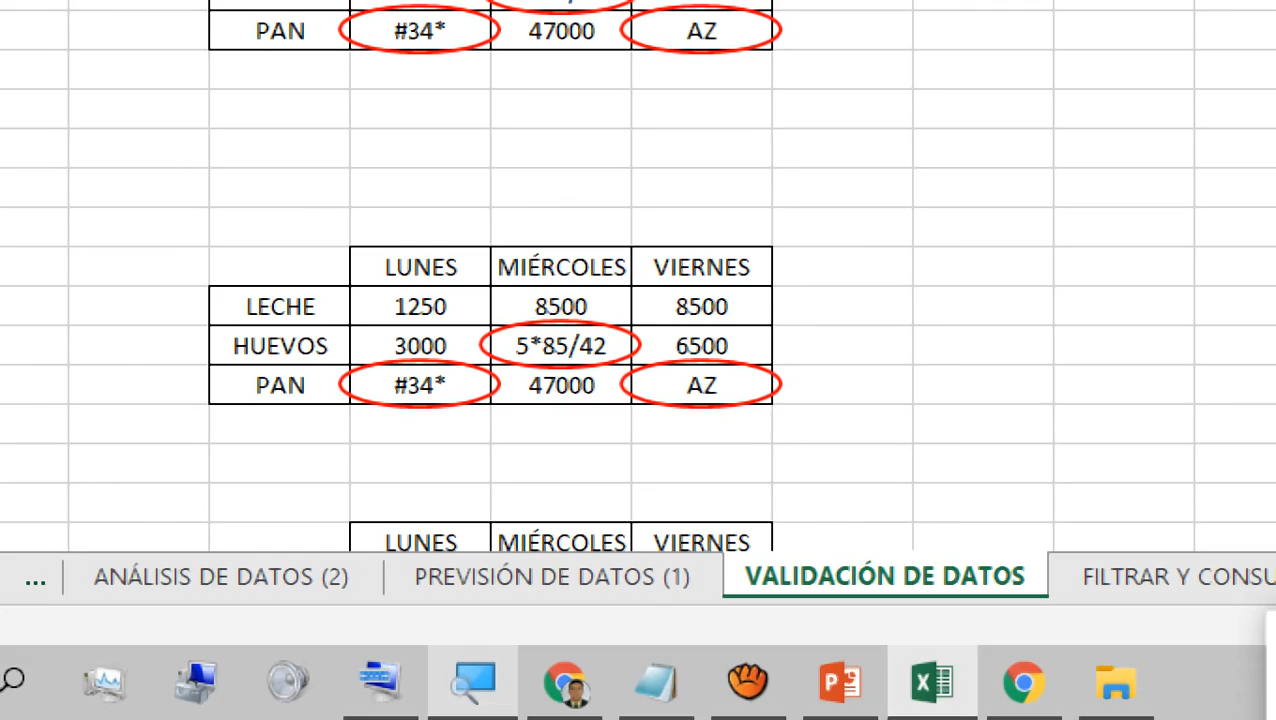 PAN #34* 47000 AZ
LUNES MIÉRCOLES VIERNES
LECHE 1250 8500 8500
HUEVOS 3000 5*85/42 6500
PAN #34* 47000 AZ
LUNES MIÉRCOLES VIERNES
... ANÁLISIS DE DATOS (2) PREVISIÓN DE DATOS (1) VALIDACIÓN DE DATOS FILTRAR Y CONSU